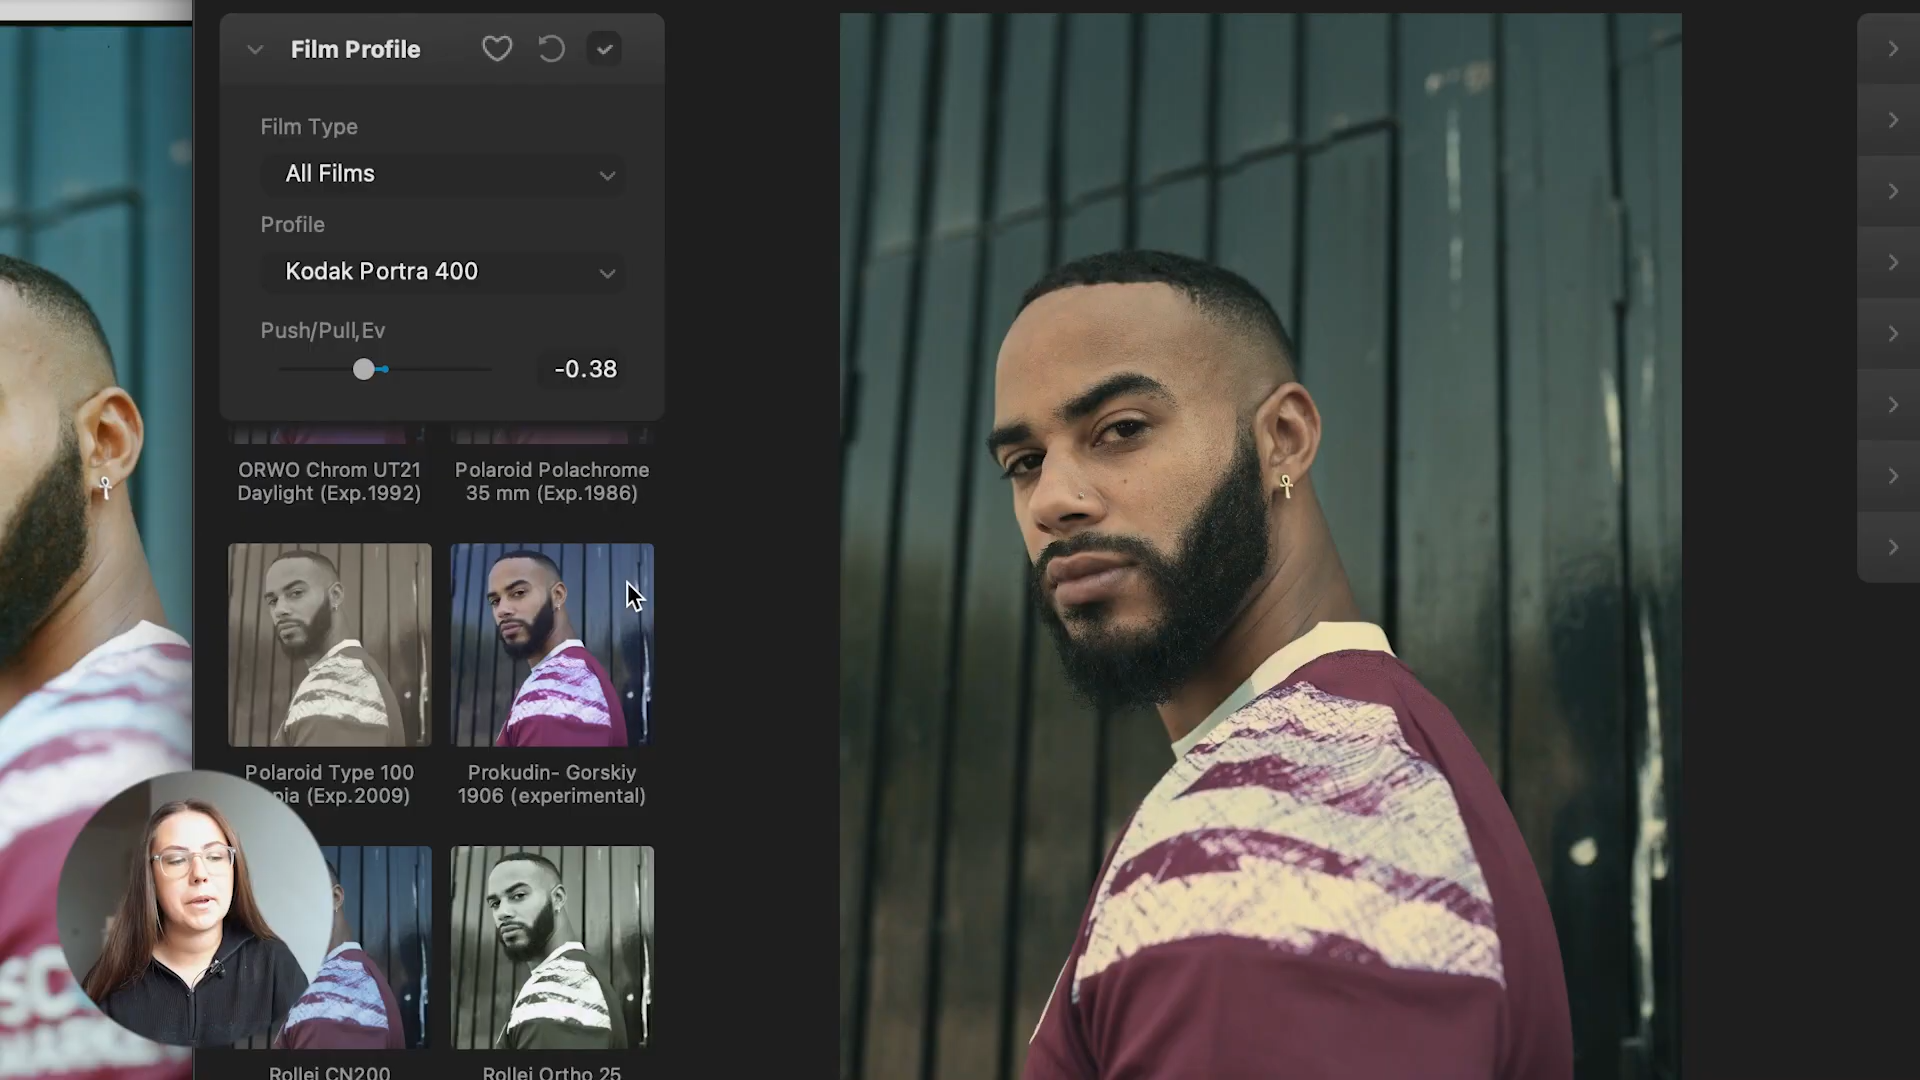 Film Profile
Film Type
All Films
Profile
Kodak Portra 400
Push/Pull,Ev
-0.38
ORWO Chrom UT21
Daylight (Exp.1992)
Polaroid Polachrome
35 mm (Exp.1986)
Polaroid Type 100
pia (Exp.2009)
Prokudin- Gorskiy
1906 (experimental)
Rollei CN200
Rollei Ortho 25
SC